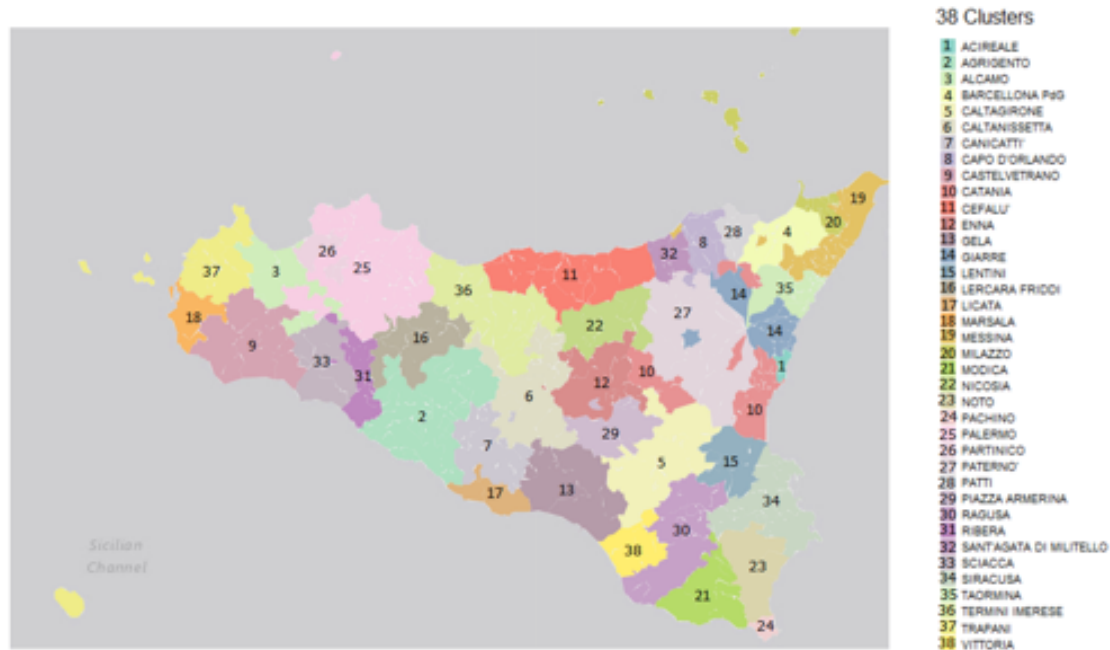 38 Clusters
1 ACIREALE
2 AGRIGENTO
3 ALCAMO
4 BARCELLONA PdG
5 CALTAGIRONE
6 CALTANISSETTA
7 CANICATTI'
8 CAPO D'ORLANDO
9 CASTELVETRANO
10 CATANIA
11 CEFALU'
12 ENNA
13 GELA
14 GIARRE
15 LENTINI
16 LERCARA FRIDDI
17 LICATA
18 MARSALA
19 MESSINA
20 MILAZZO
21 MODICA
22 NICOSIA
23 NOTO
24 PACHINO
25 PALERMO
26 PARTINICO
27 PATERNO'
28 PATTI
29 PIAZZA ARMERINA
30 RAGUSA
31 RIBERA
32 SANT'AGATA DI MILITELLO
33 SCIACCA
34 SIRACUSA
35 TAORMINA
36 TERMINI IMERESE
37 TRAPANI
38 VITTORIA
19
20
4
28
8
32
26
25
37
3
11
36
14
35
27
18
9
33
16
22
14
31
12
10
1
6
2
10
7
29
5
15
17
13
34
30
38
23
21
24
Sicilian
Channel